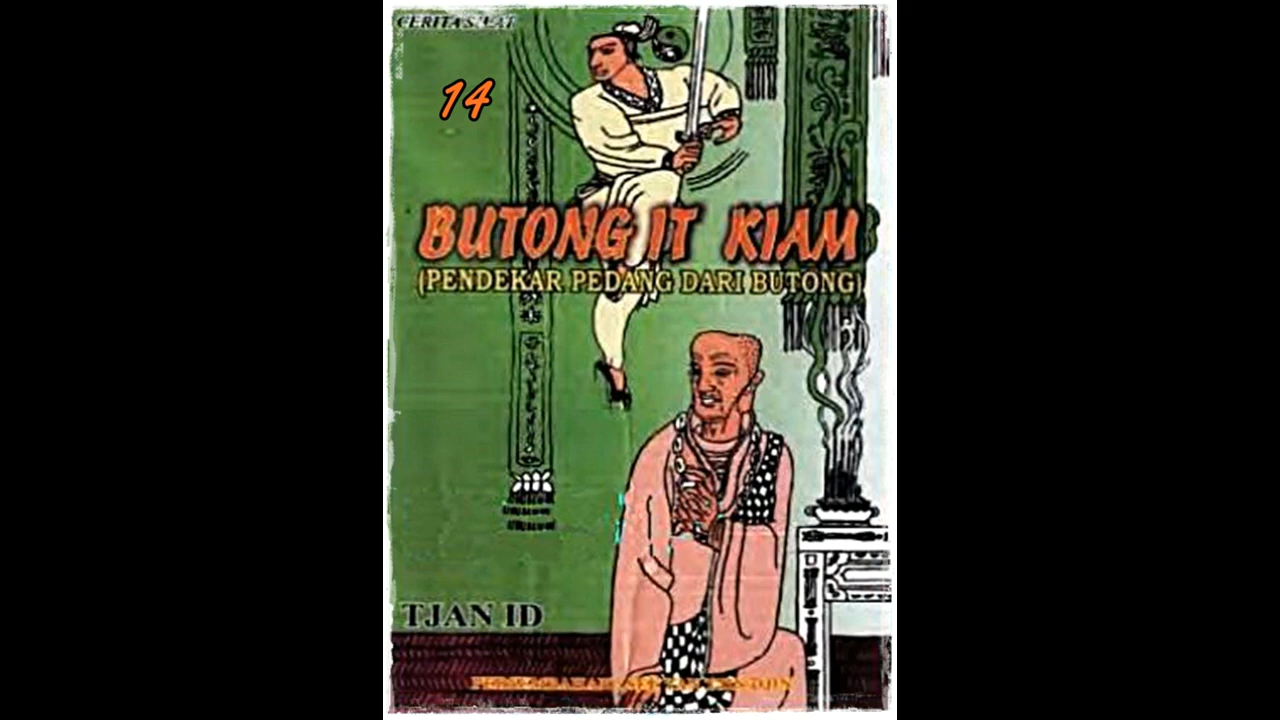 CERITA SILAT
14
BUTONG IT KIAM
(PENDEKAR PEDANG DARI BUTONG)
TJAN ID